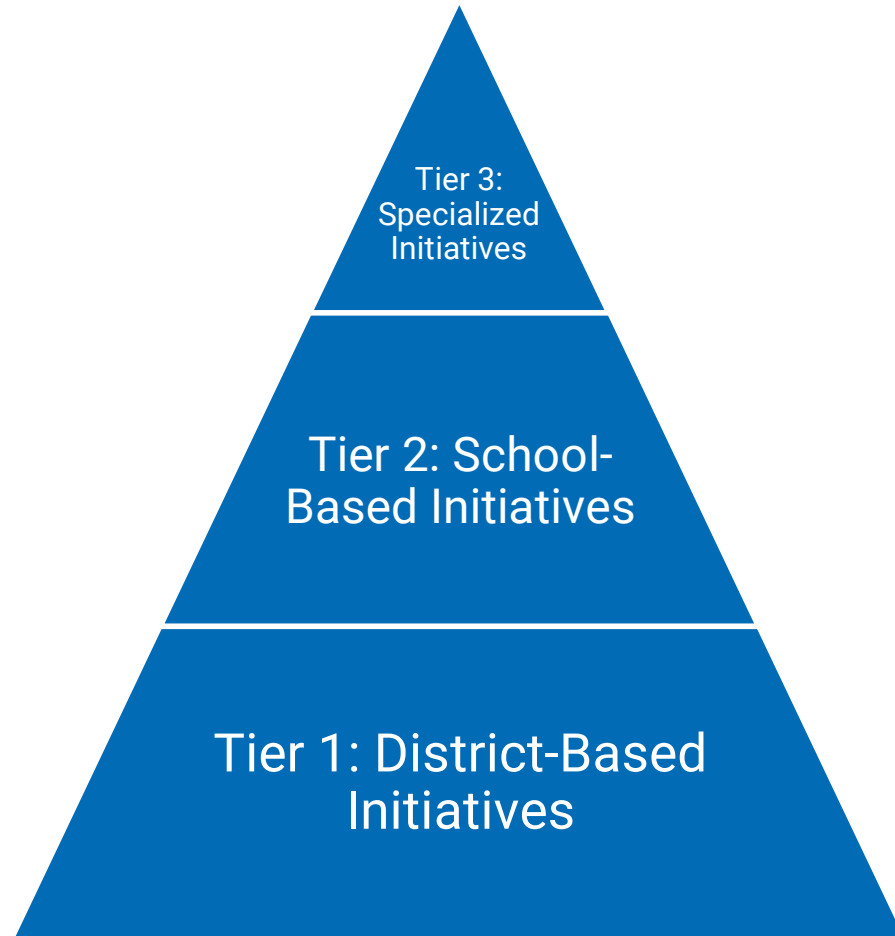 Tier 3:
Specialized
Initiatives
Tier 2: School-
Based Initiatives
Tier 1: District-Based
Initiatives